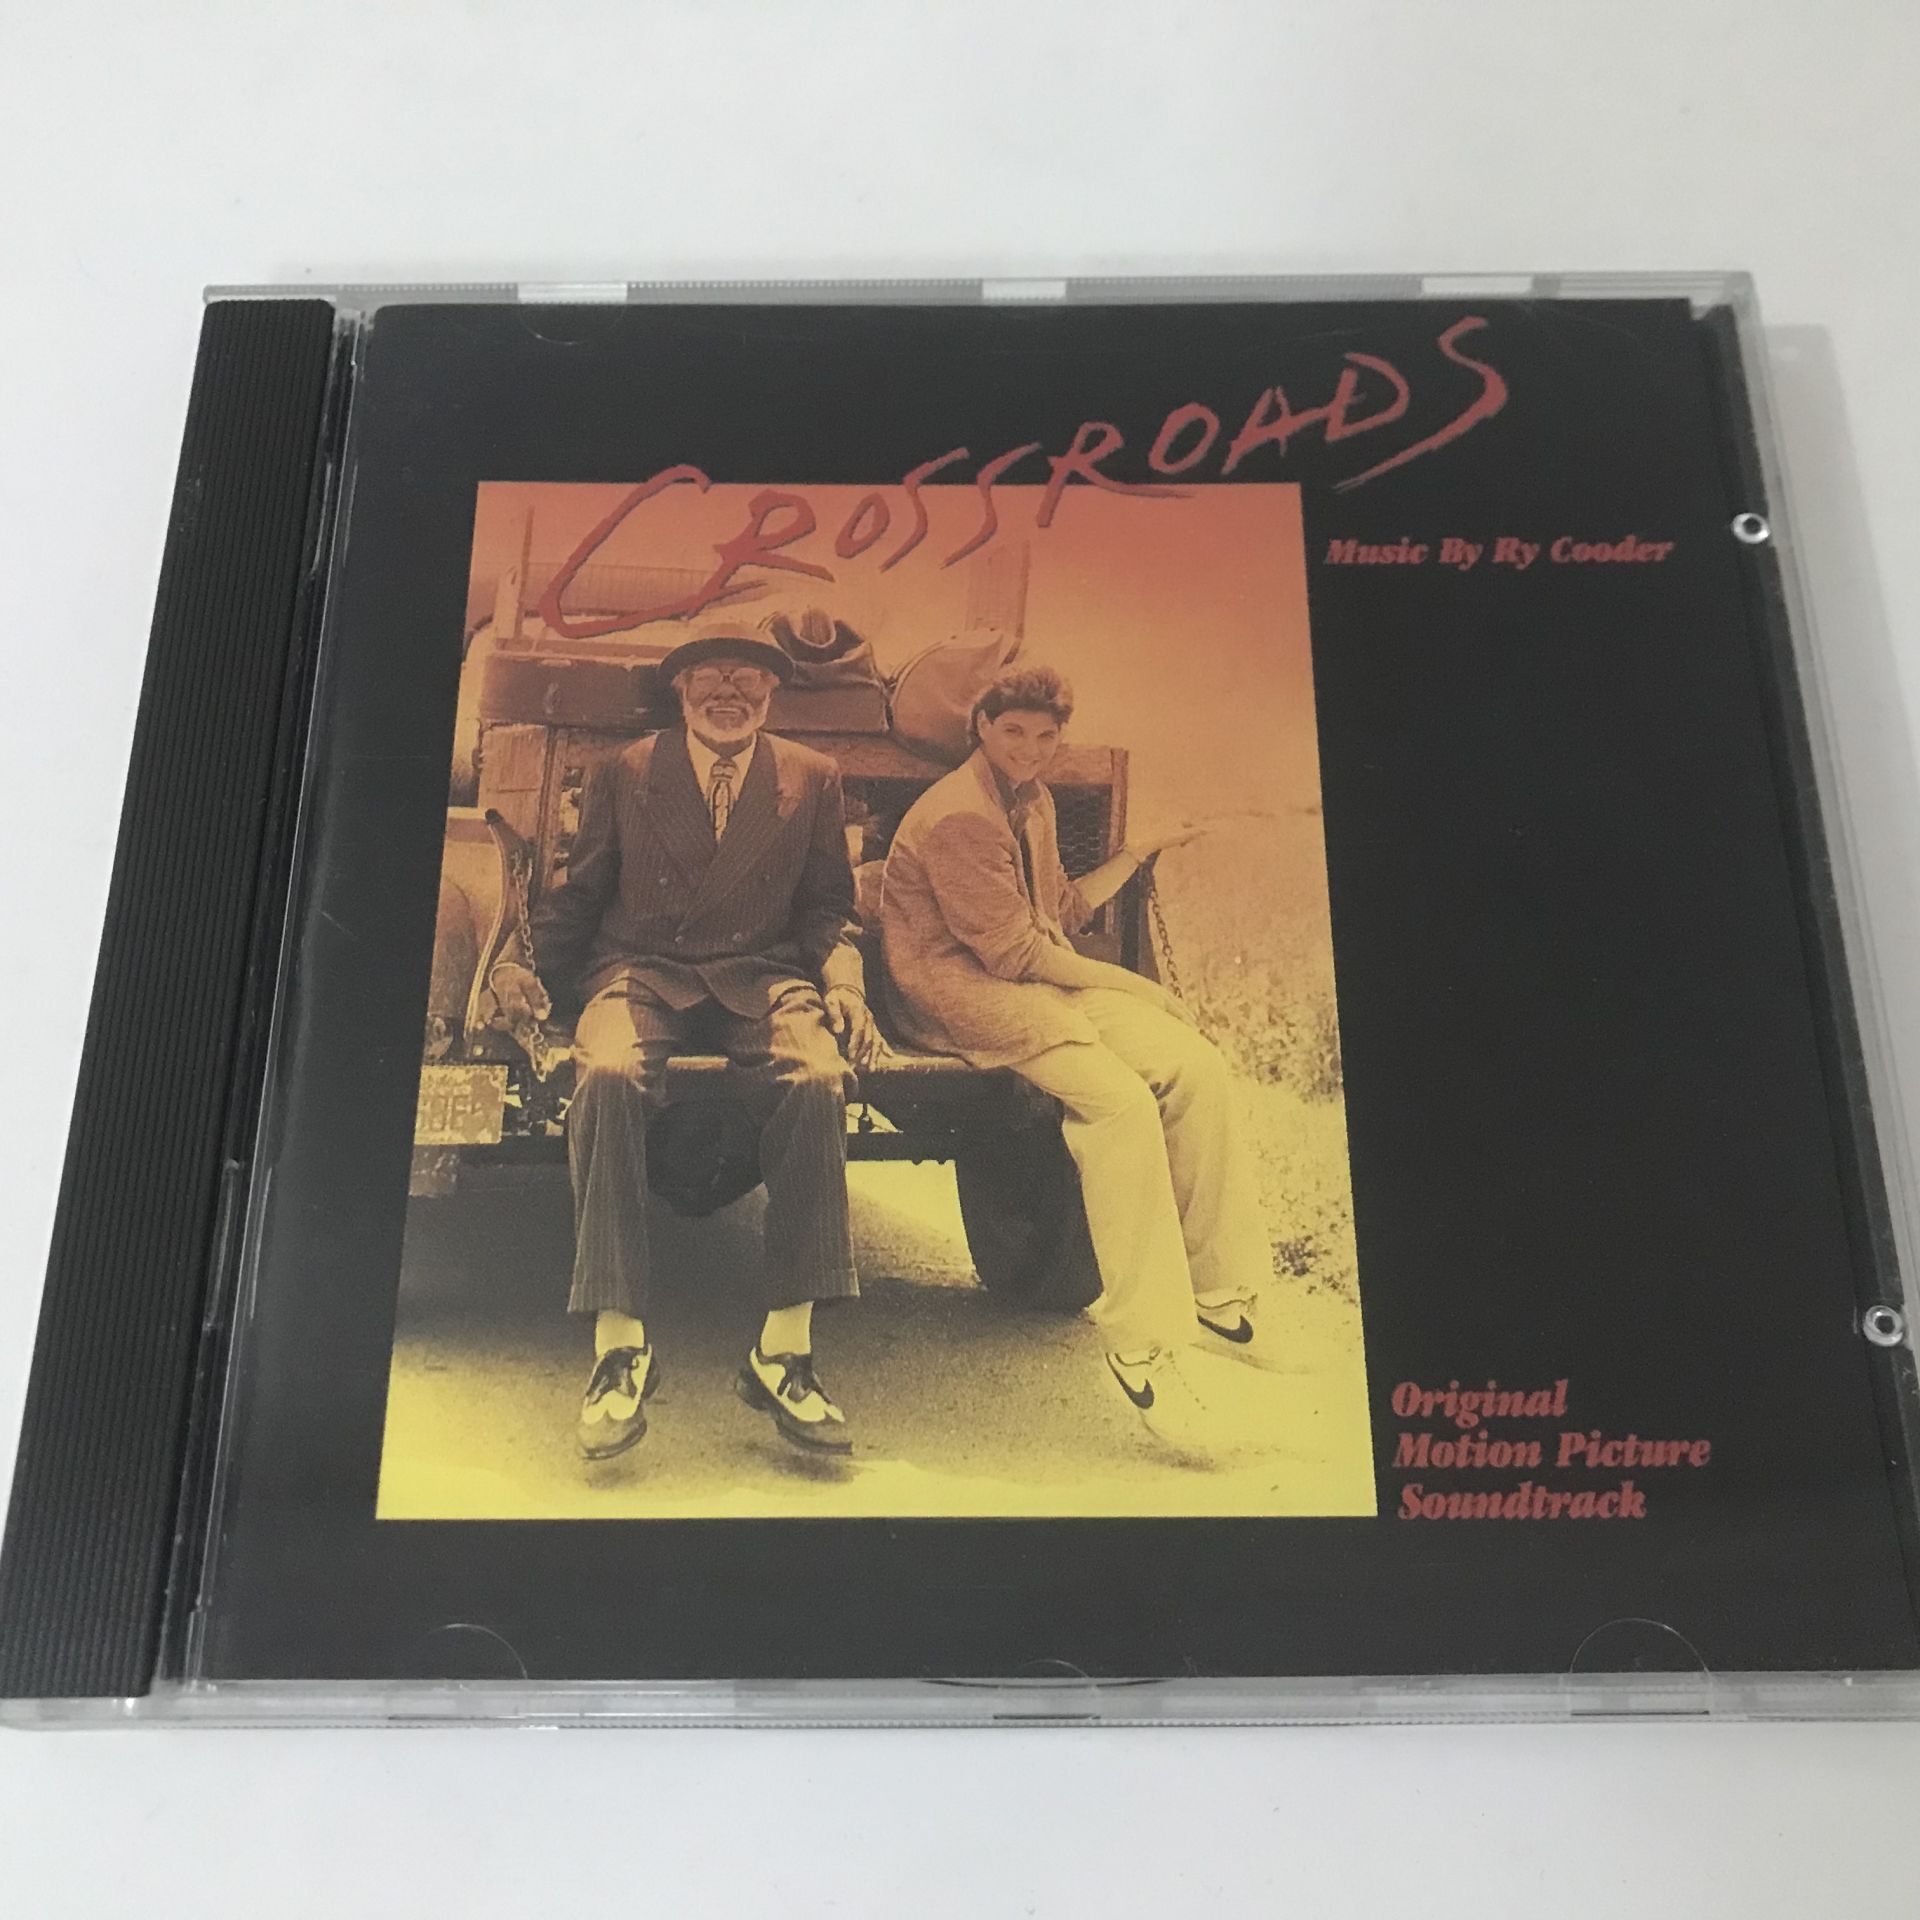 CROSSROADS
Music By Ry Cooder
Original
Motion Picture
Soundtrack